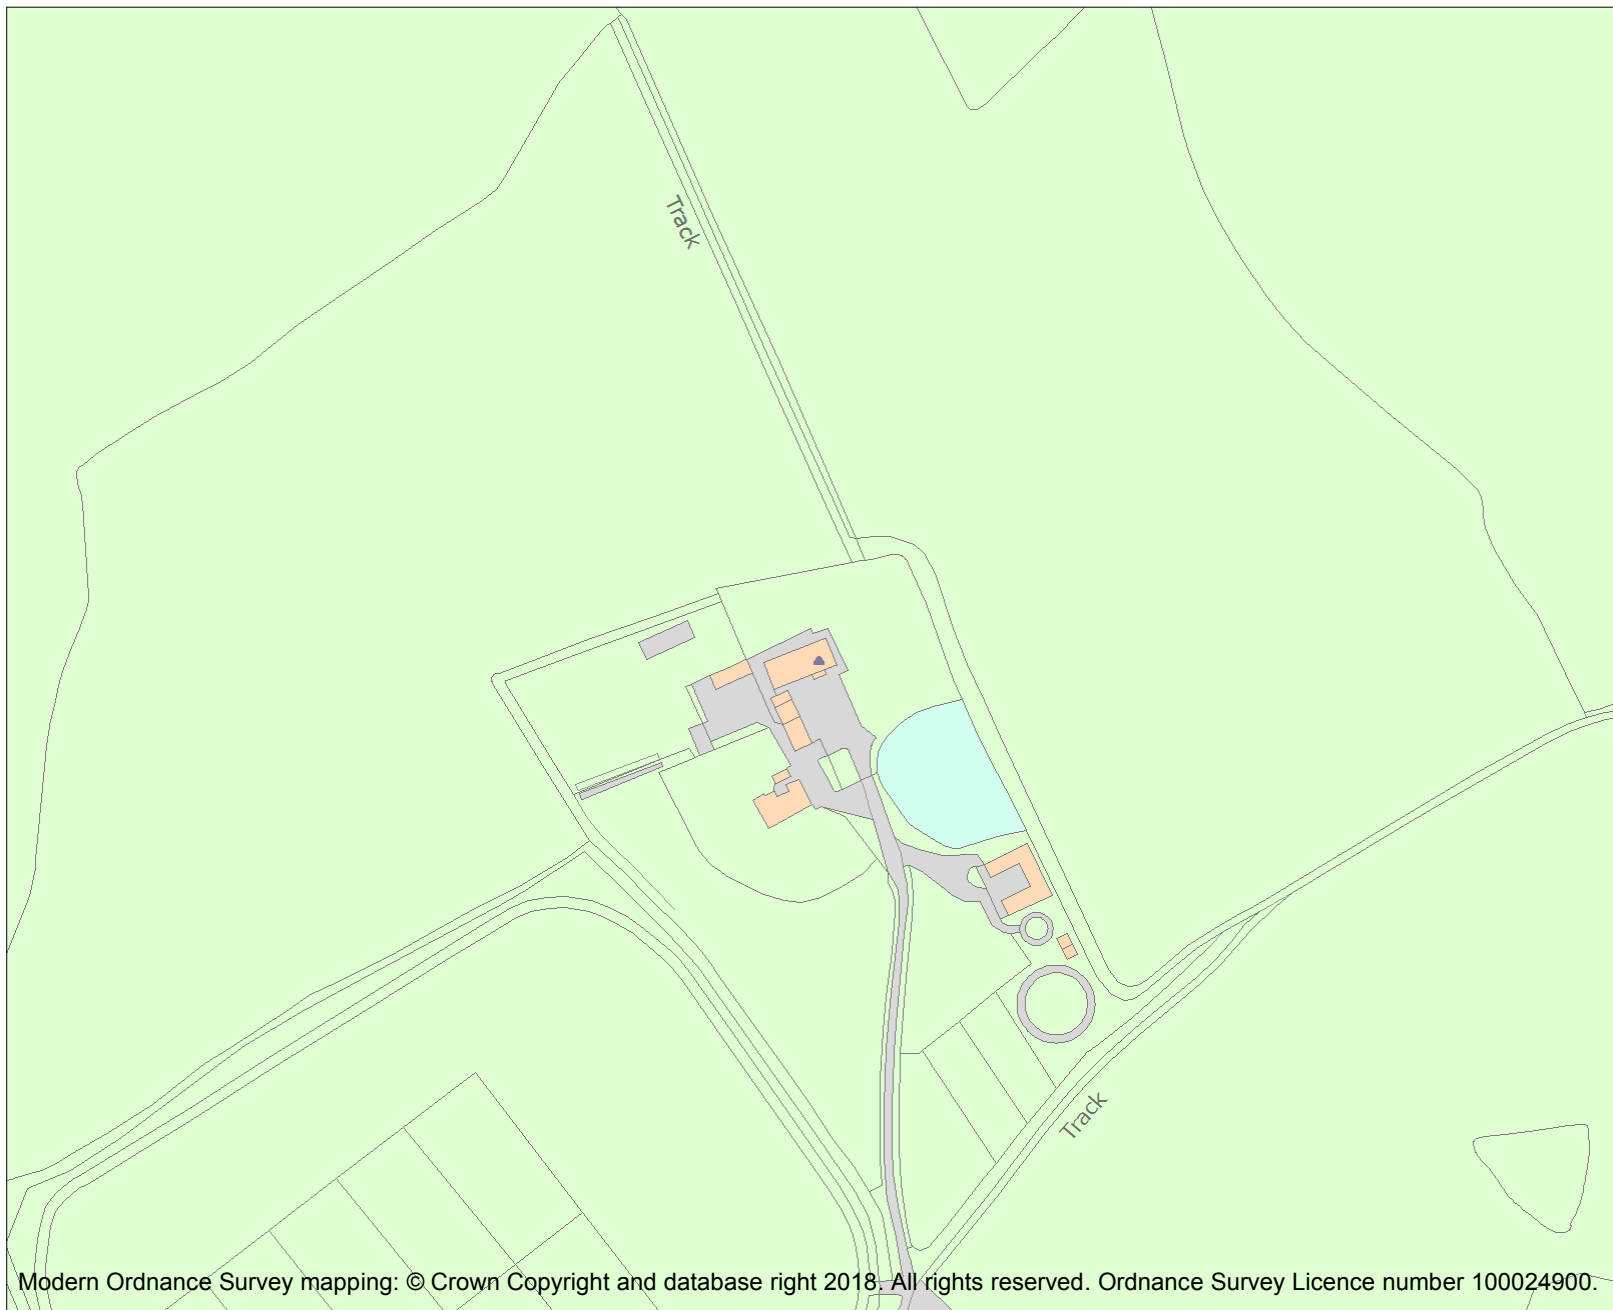 Track
Track
Modern Ordnance Survey mapping: © Crown Copyright and database right 2018. All rights reserved. Ordnance Survey Licence number 100024900.